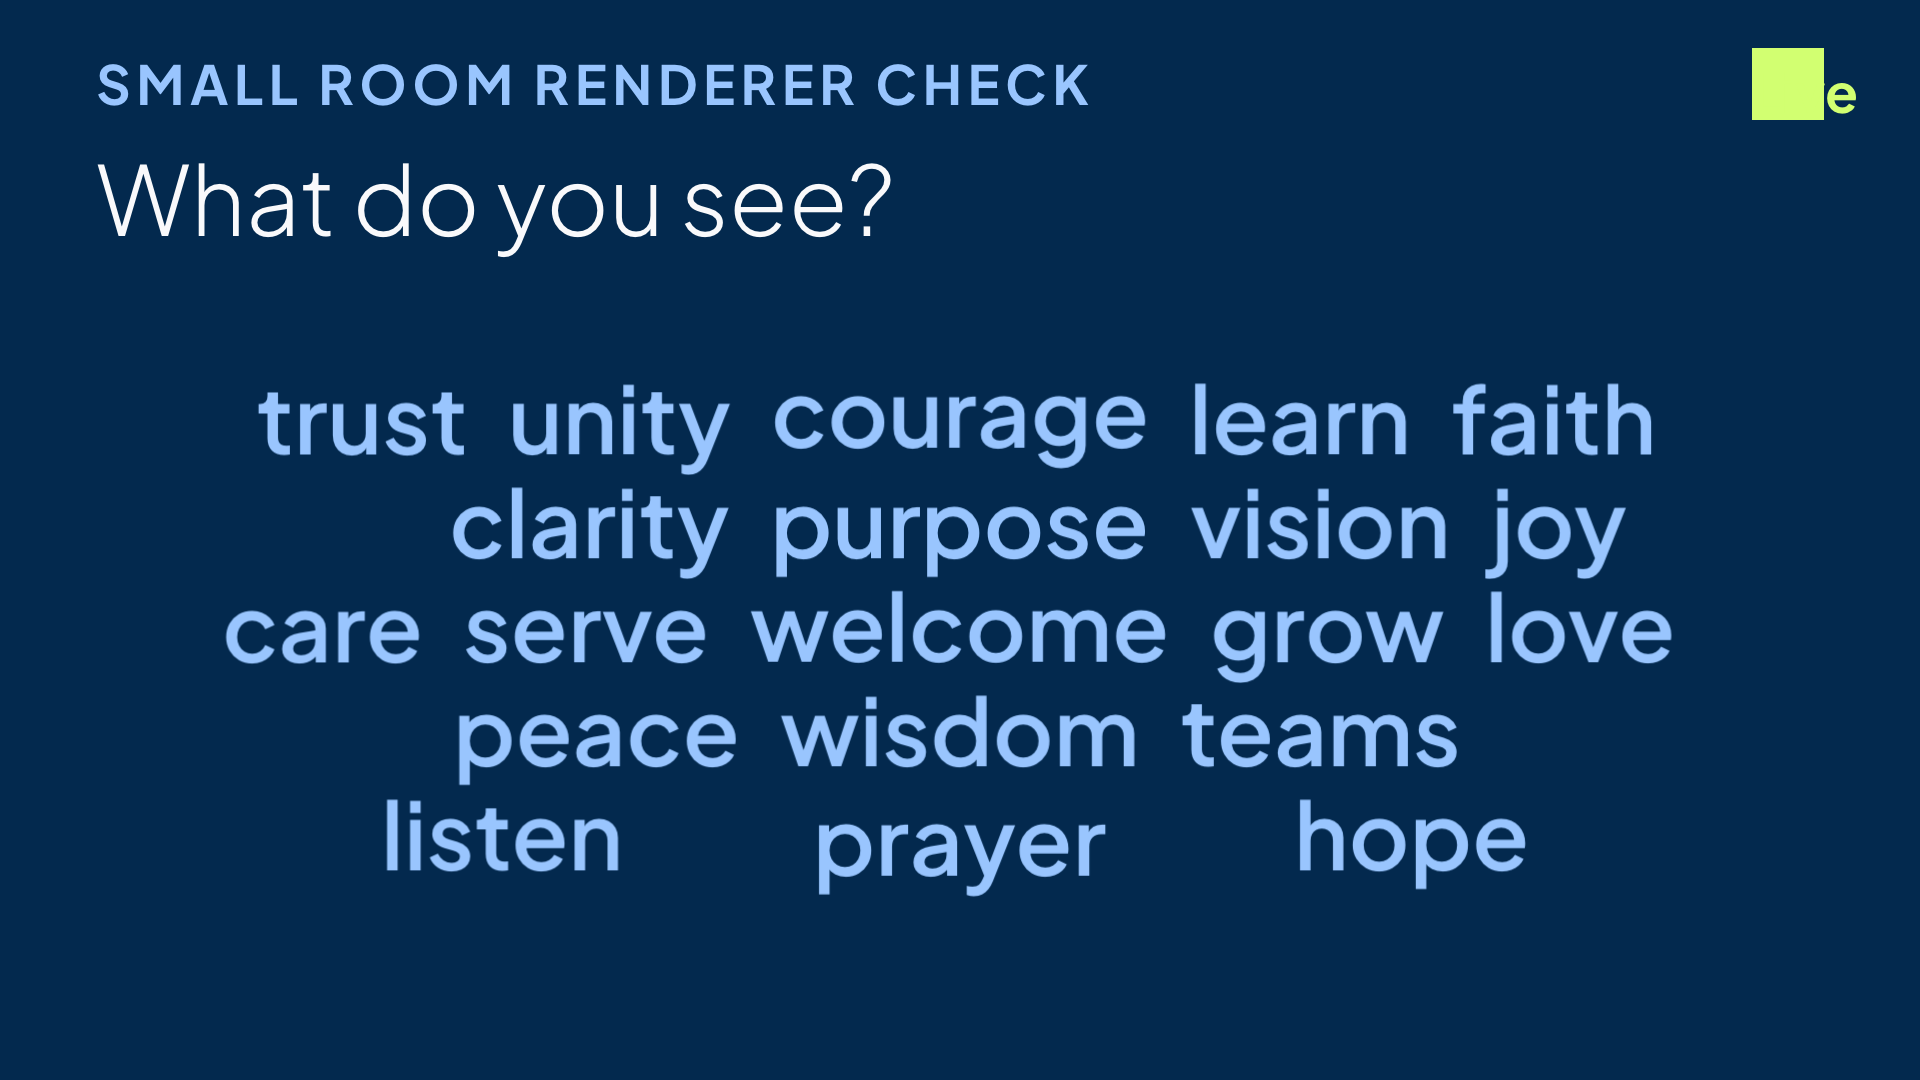 SMALL ROOM RENDERER CHECK
What do you see?
trust unity courage learn faith
clarity purpose vision joy
care serve welcome grow love
peace wisdom teams
listen prayer hope